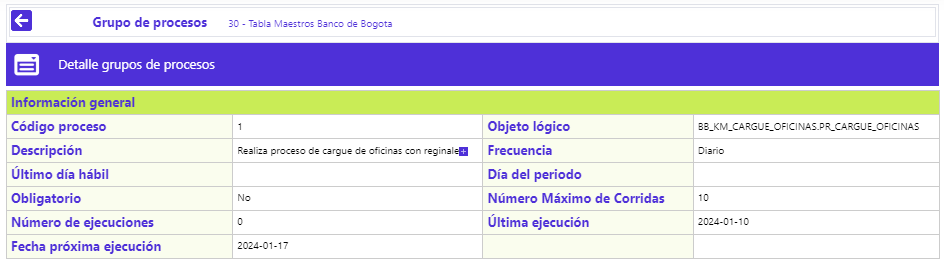 Grupo de procesos 30 - Tabla Maestros Banco de Bogota
Detalle grupos de procesos
Información general
Código proceso 1 Objeto lógico BB_KM_CARGUE_OFICINAS.PR_CARGUE_OFICINAS
Descripción Realiza proceso de cargue de oficinas con reginale Frecuencia Diario
Último día hábil Día del periodo
Obligatorio No Número Máximo de Corridas 10
Número de ejecuciones 0 Última ejecución 2024-01-10
Fecha próxima ejecución 2024-01-17